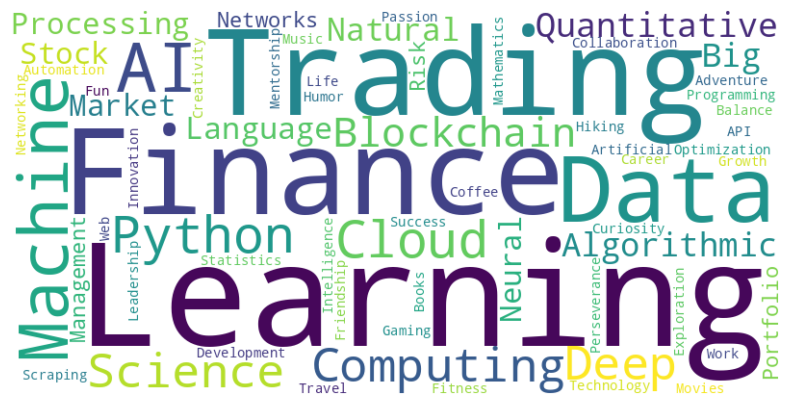 Processing
Networks
Passion
Natural
Trading
Quantitative
Stock
AI
Music
Collaboration
Big
Automation
Creativity
Mentorship
Risk
Mathematics
Fun
Life
Humor
Adventure
Programming
Market
Balance
Networking
Machine
Language
Blockchain
Hiking
API
Innovation
Finance
Artificial
Optimization
Career
Growth
Coffee
Data
Web
Python
Success
Cloud
Curiosity
Algorithmic
Management
Leadership
Statistics
Intelligence
Friendship
Books
Neural
Perseverance
Exploration
Portfolio
Learning
Gaming
Development
Work
Science
Computing
Deep
Scraping
Travel
Fitness
Technology
Movies